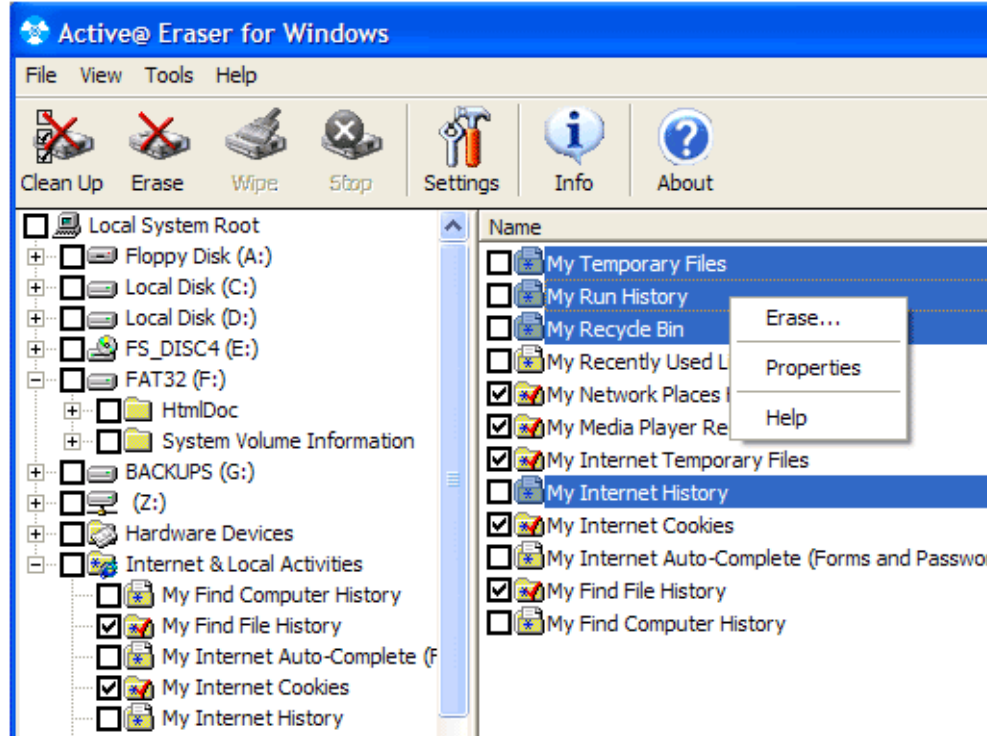 Active@ Eraser for Windows
File View Tools Help
Clean Up Erase Wipe Stop Settings Info About
Local System Root
Floppy Disk (A:)
Local Disk (C:)
Local Disk (D:)
FS_DISC4 (E:)
FAT32 (F:)
HtmlDoc
System Volume Information
BACKUPS (G:)
(Z:)
Hardware Devices
Internet & Local Activities
My Find Computer History
My Find File History
My Internet Auto-Complete (F
My Internet Cookies
My Internet History
Name
My Temporary Files
My Run History
My Recycle Bin
My Recently Used L
My Network Places
My Media Player Re
My Internet Temporary Files
My Internet History
My Internet Cookies
My Internet Auto-Complete (Forms and Passwo
My Find File History
My Find Computer History
Erase...
Properties
Help